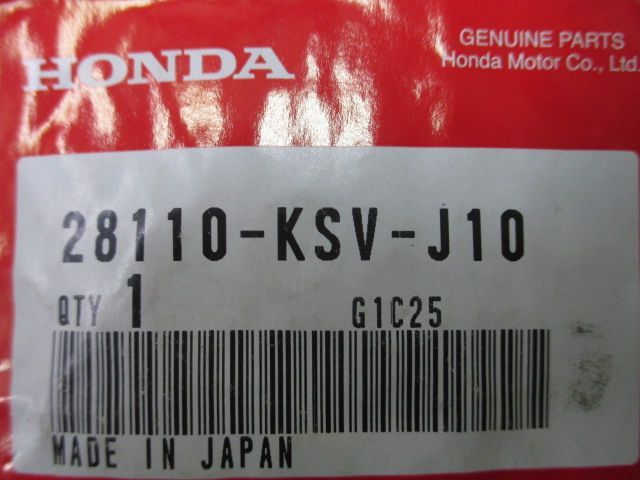 HONDA
GENUINE PARTS
Honda Motor Co., Ltd.
28110-KSV-J10
QTY 1 G1C25
MADE IN JAPAN